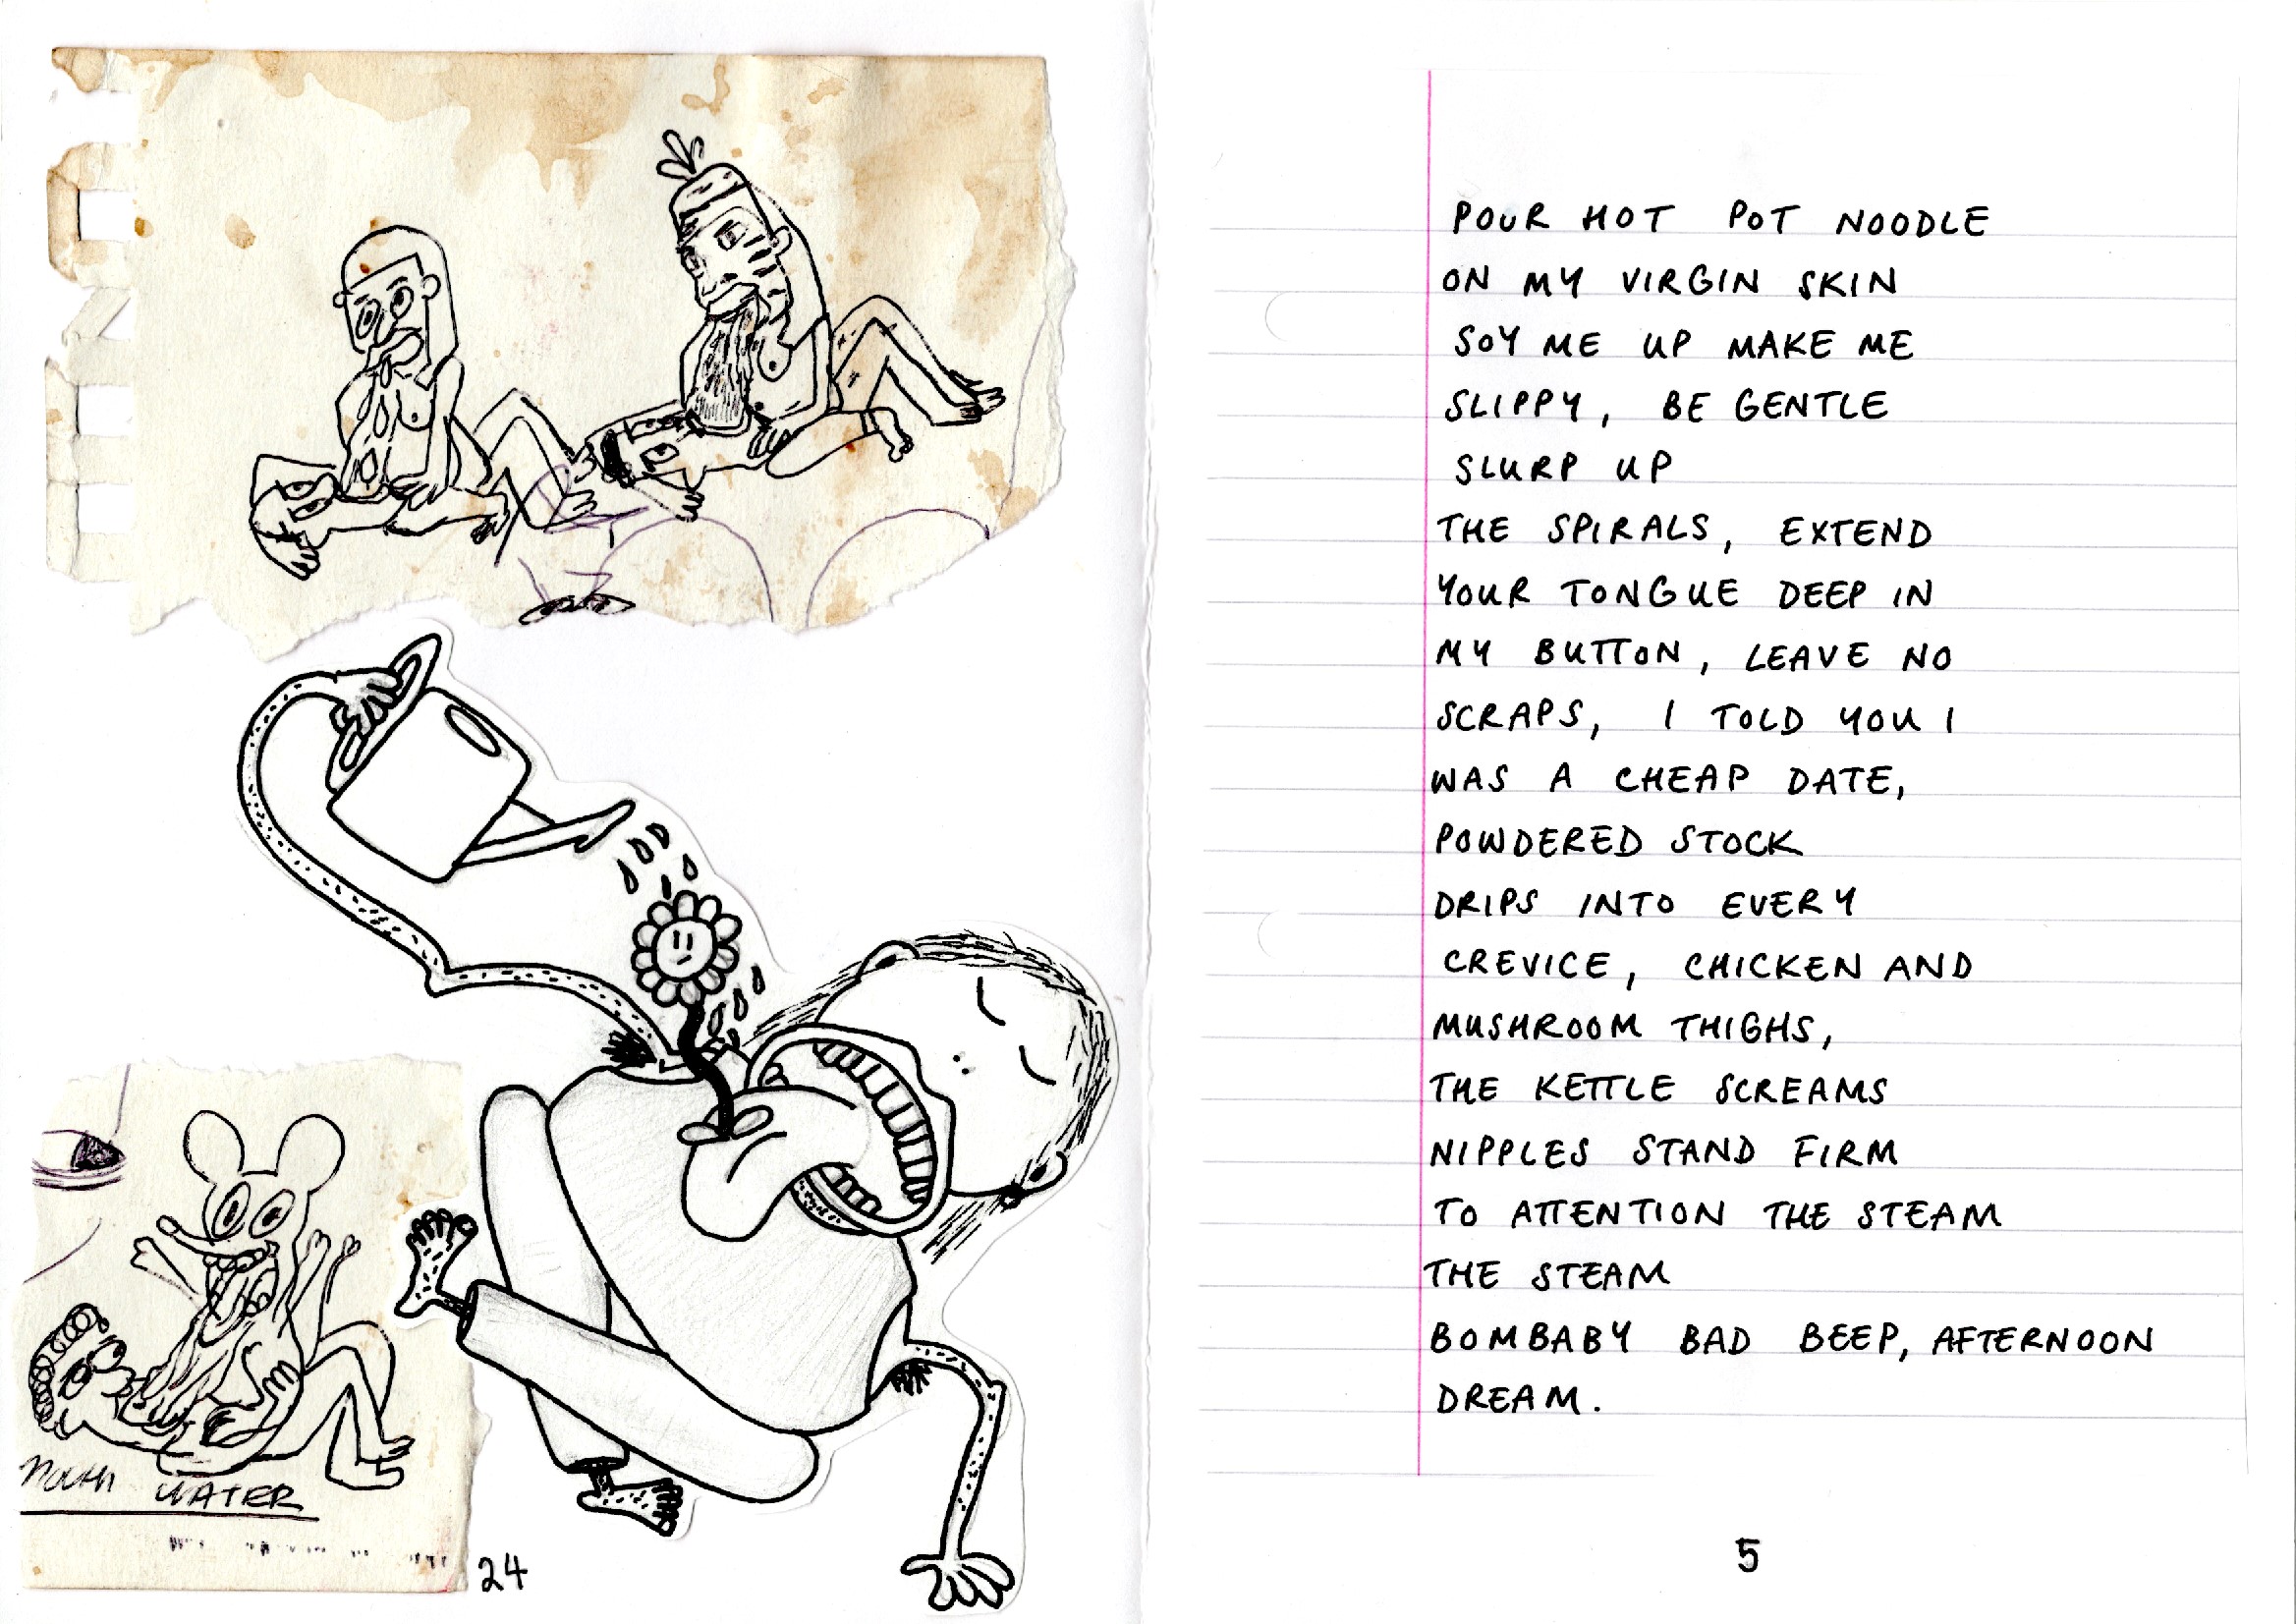 MOUTH WATER
24
POUR HOT POT NOODLE
ON MY VIRGIN SKIN
SOY ME UP MAKE ME
SLIPPY, BE GENTLE
SLURP UP
THE SPIRALS, EXTEND
YOUR TONGUE DEEP IN
MY BUTTON, LEAVE NO
SCRAPS, I TOLD YOU I
WAS A CHEAP DATE,
POWDERED STOCK
DRIPS INTO EVERY
CREVICE, CHICKEN AND
MUSHROOM THIGHS,
THE KETTLE SCREAMS
NIPPLES STAND FIRM
TO ATTENTION THE STEAM
THE STEAM
BOMBABY BAD BEEP, AFTERNOON
DREAM.
5